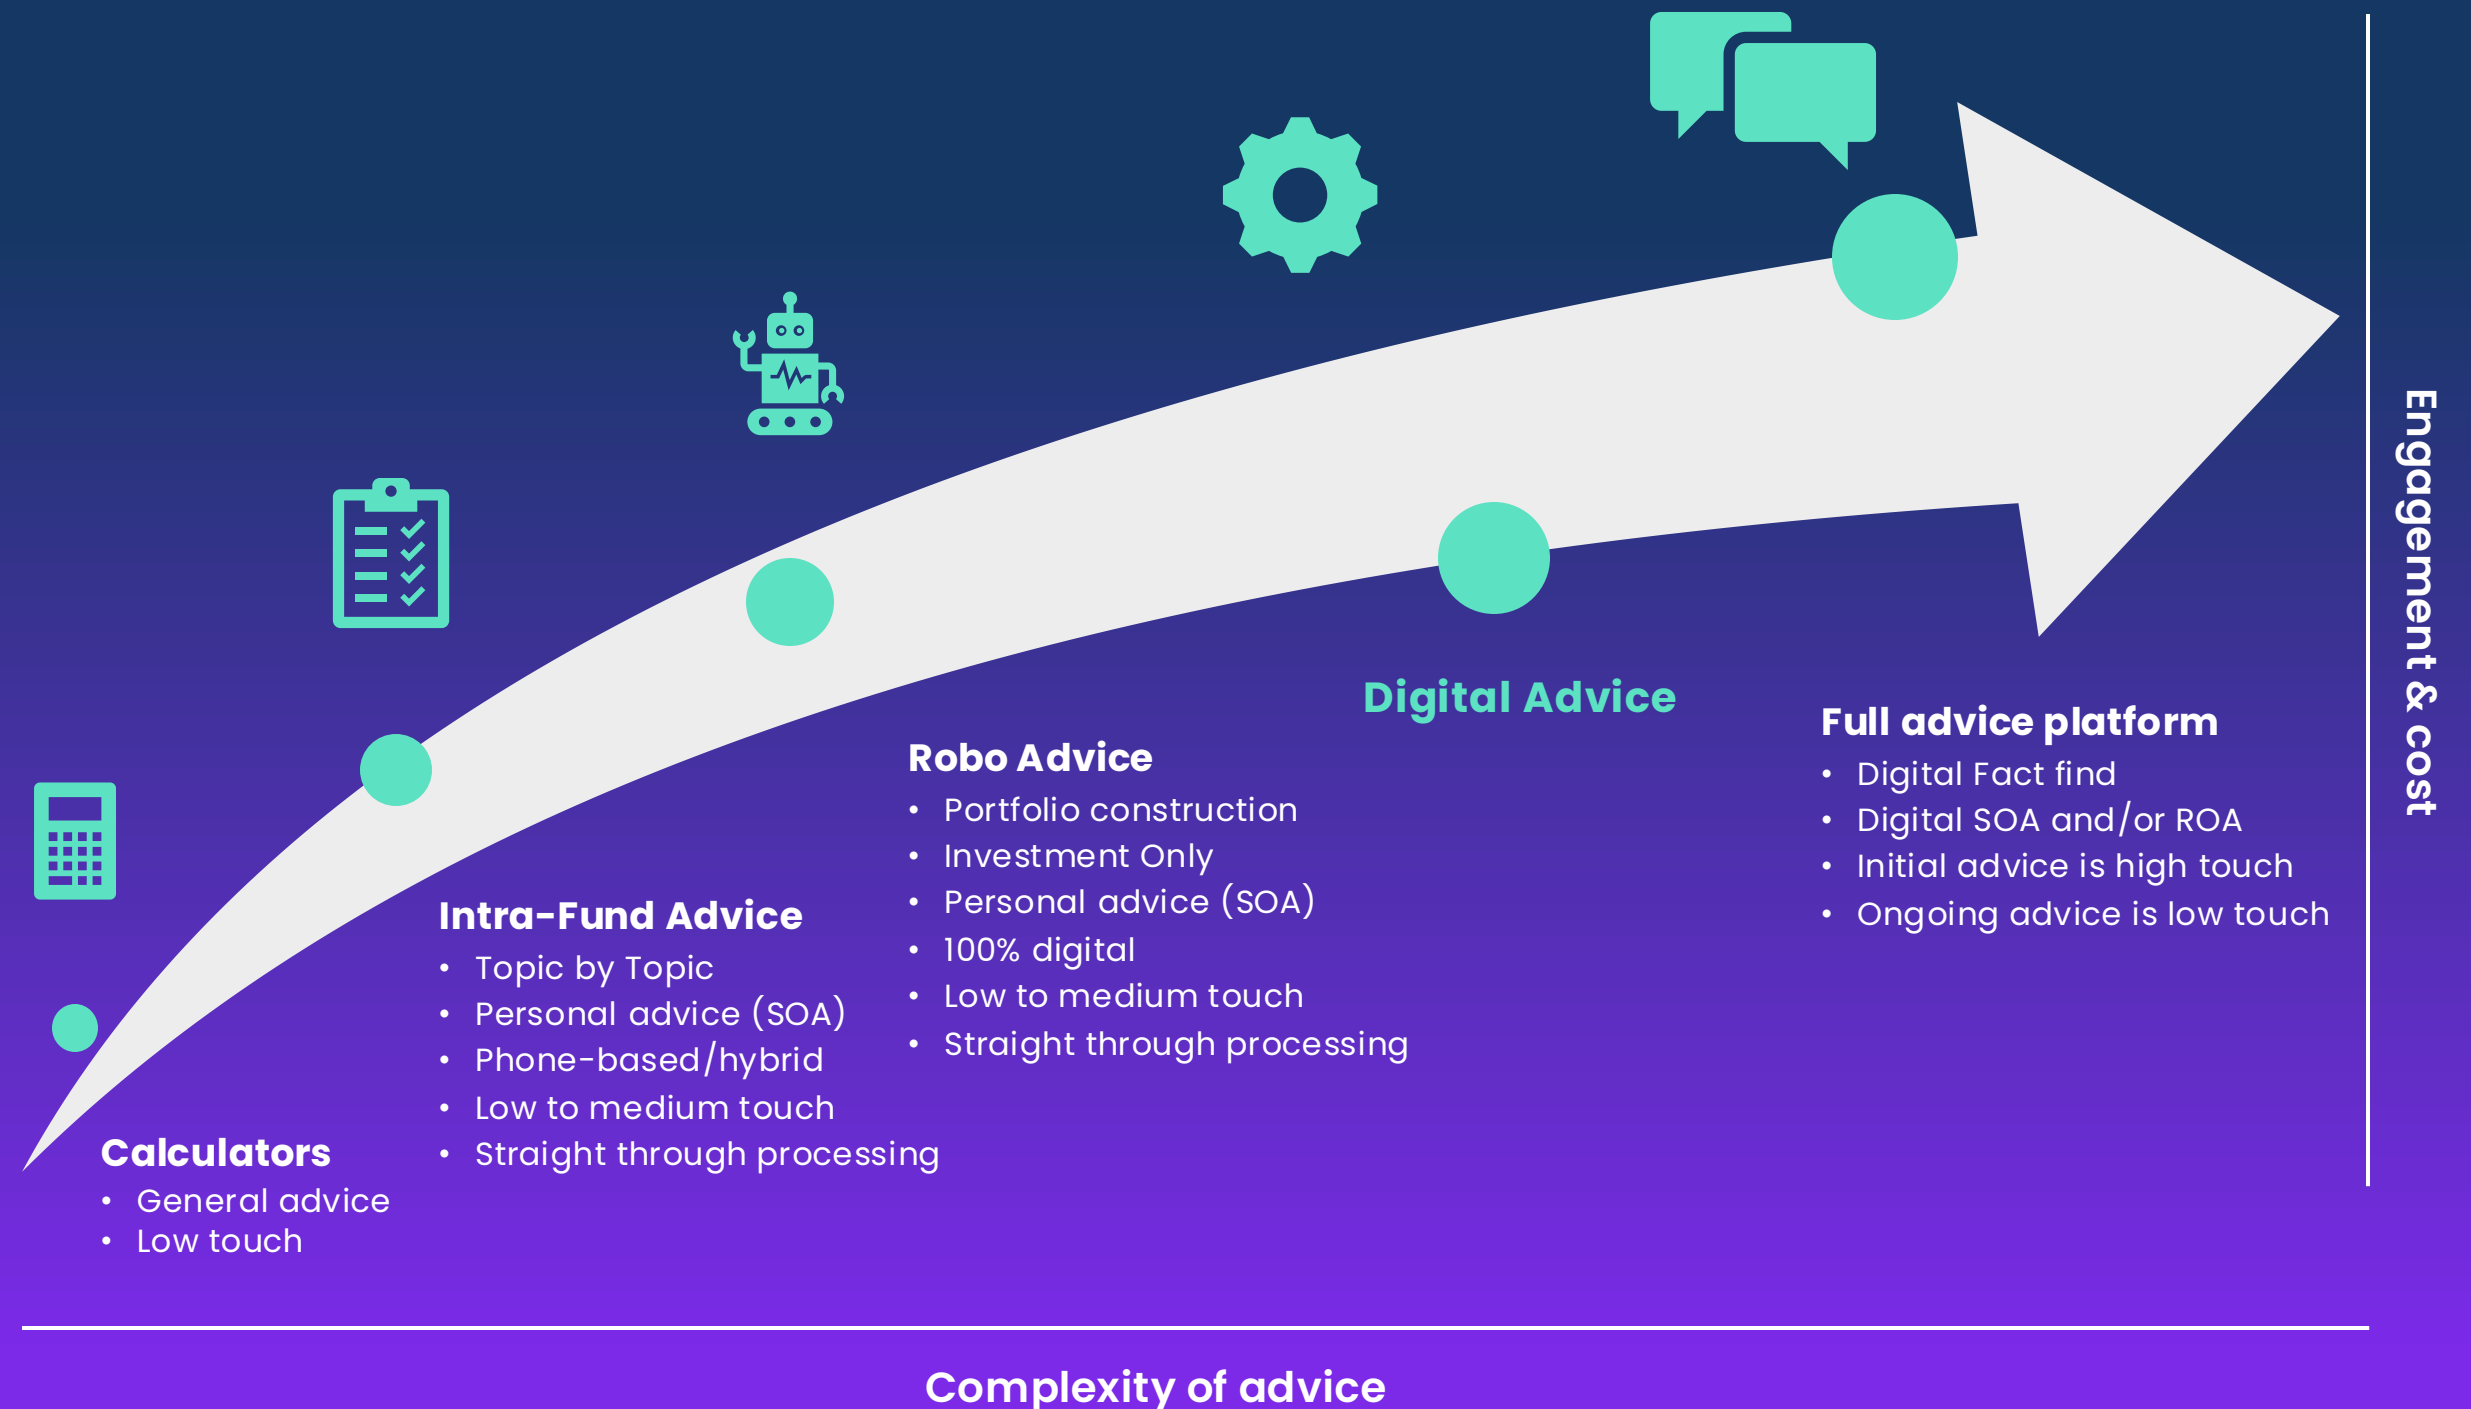 Calculators
• General advice
• Low touch
Intra-Fund Advice
• Topic by Topic
• Personal advice (SOA)
• Phone-based/hybrid
• Low to medium touch
• Straight through processing
Robo Advice
• Portfolio construction
• Investment Only
• Personal advice (SOA)
• 100% digital
• Low to medium touch
• Straight through processing
Digital Advice
Full advice platform
• Digital Fact find
• Digital SOA and/or ROA
• Initial advice is high touch
• Ongoing advice is low touch
Engagement & cost
Complexity of advice